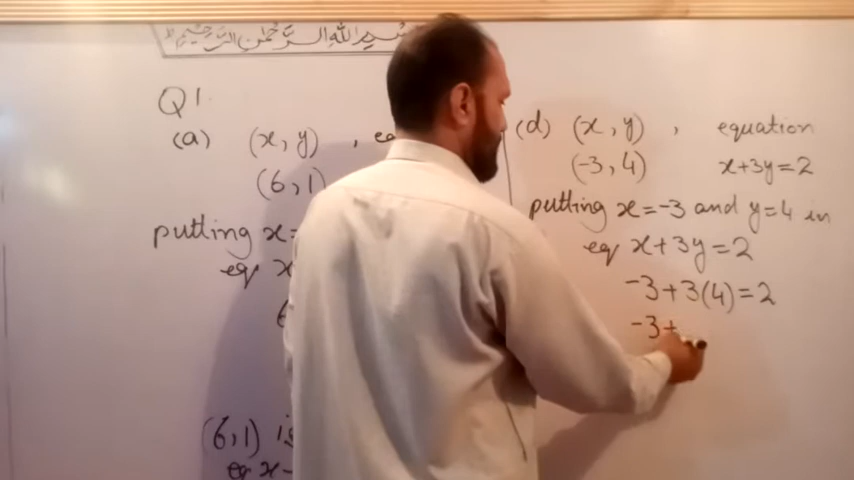 بسم الله الرحمن الرحيم
Q1.
(a) (x, y) , e
(6, 1)
putting x=
eq x
6
(6,1) is
eq x-
(d) (x, y) , equation
(-3, 4) x+3y=2
putting x=-3 and y=4 in
eq x+3y=2
-3+3(4)=2
-3+